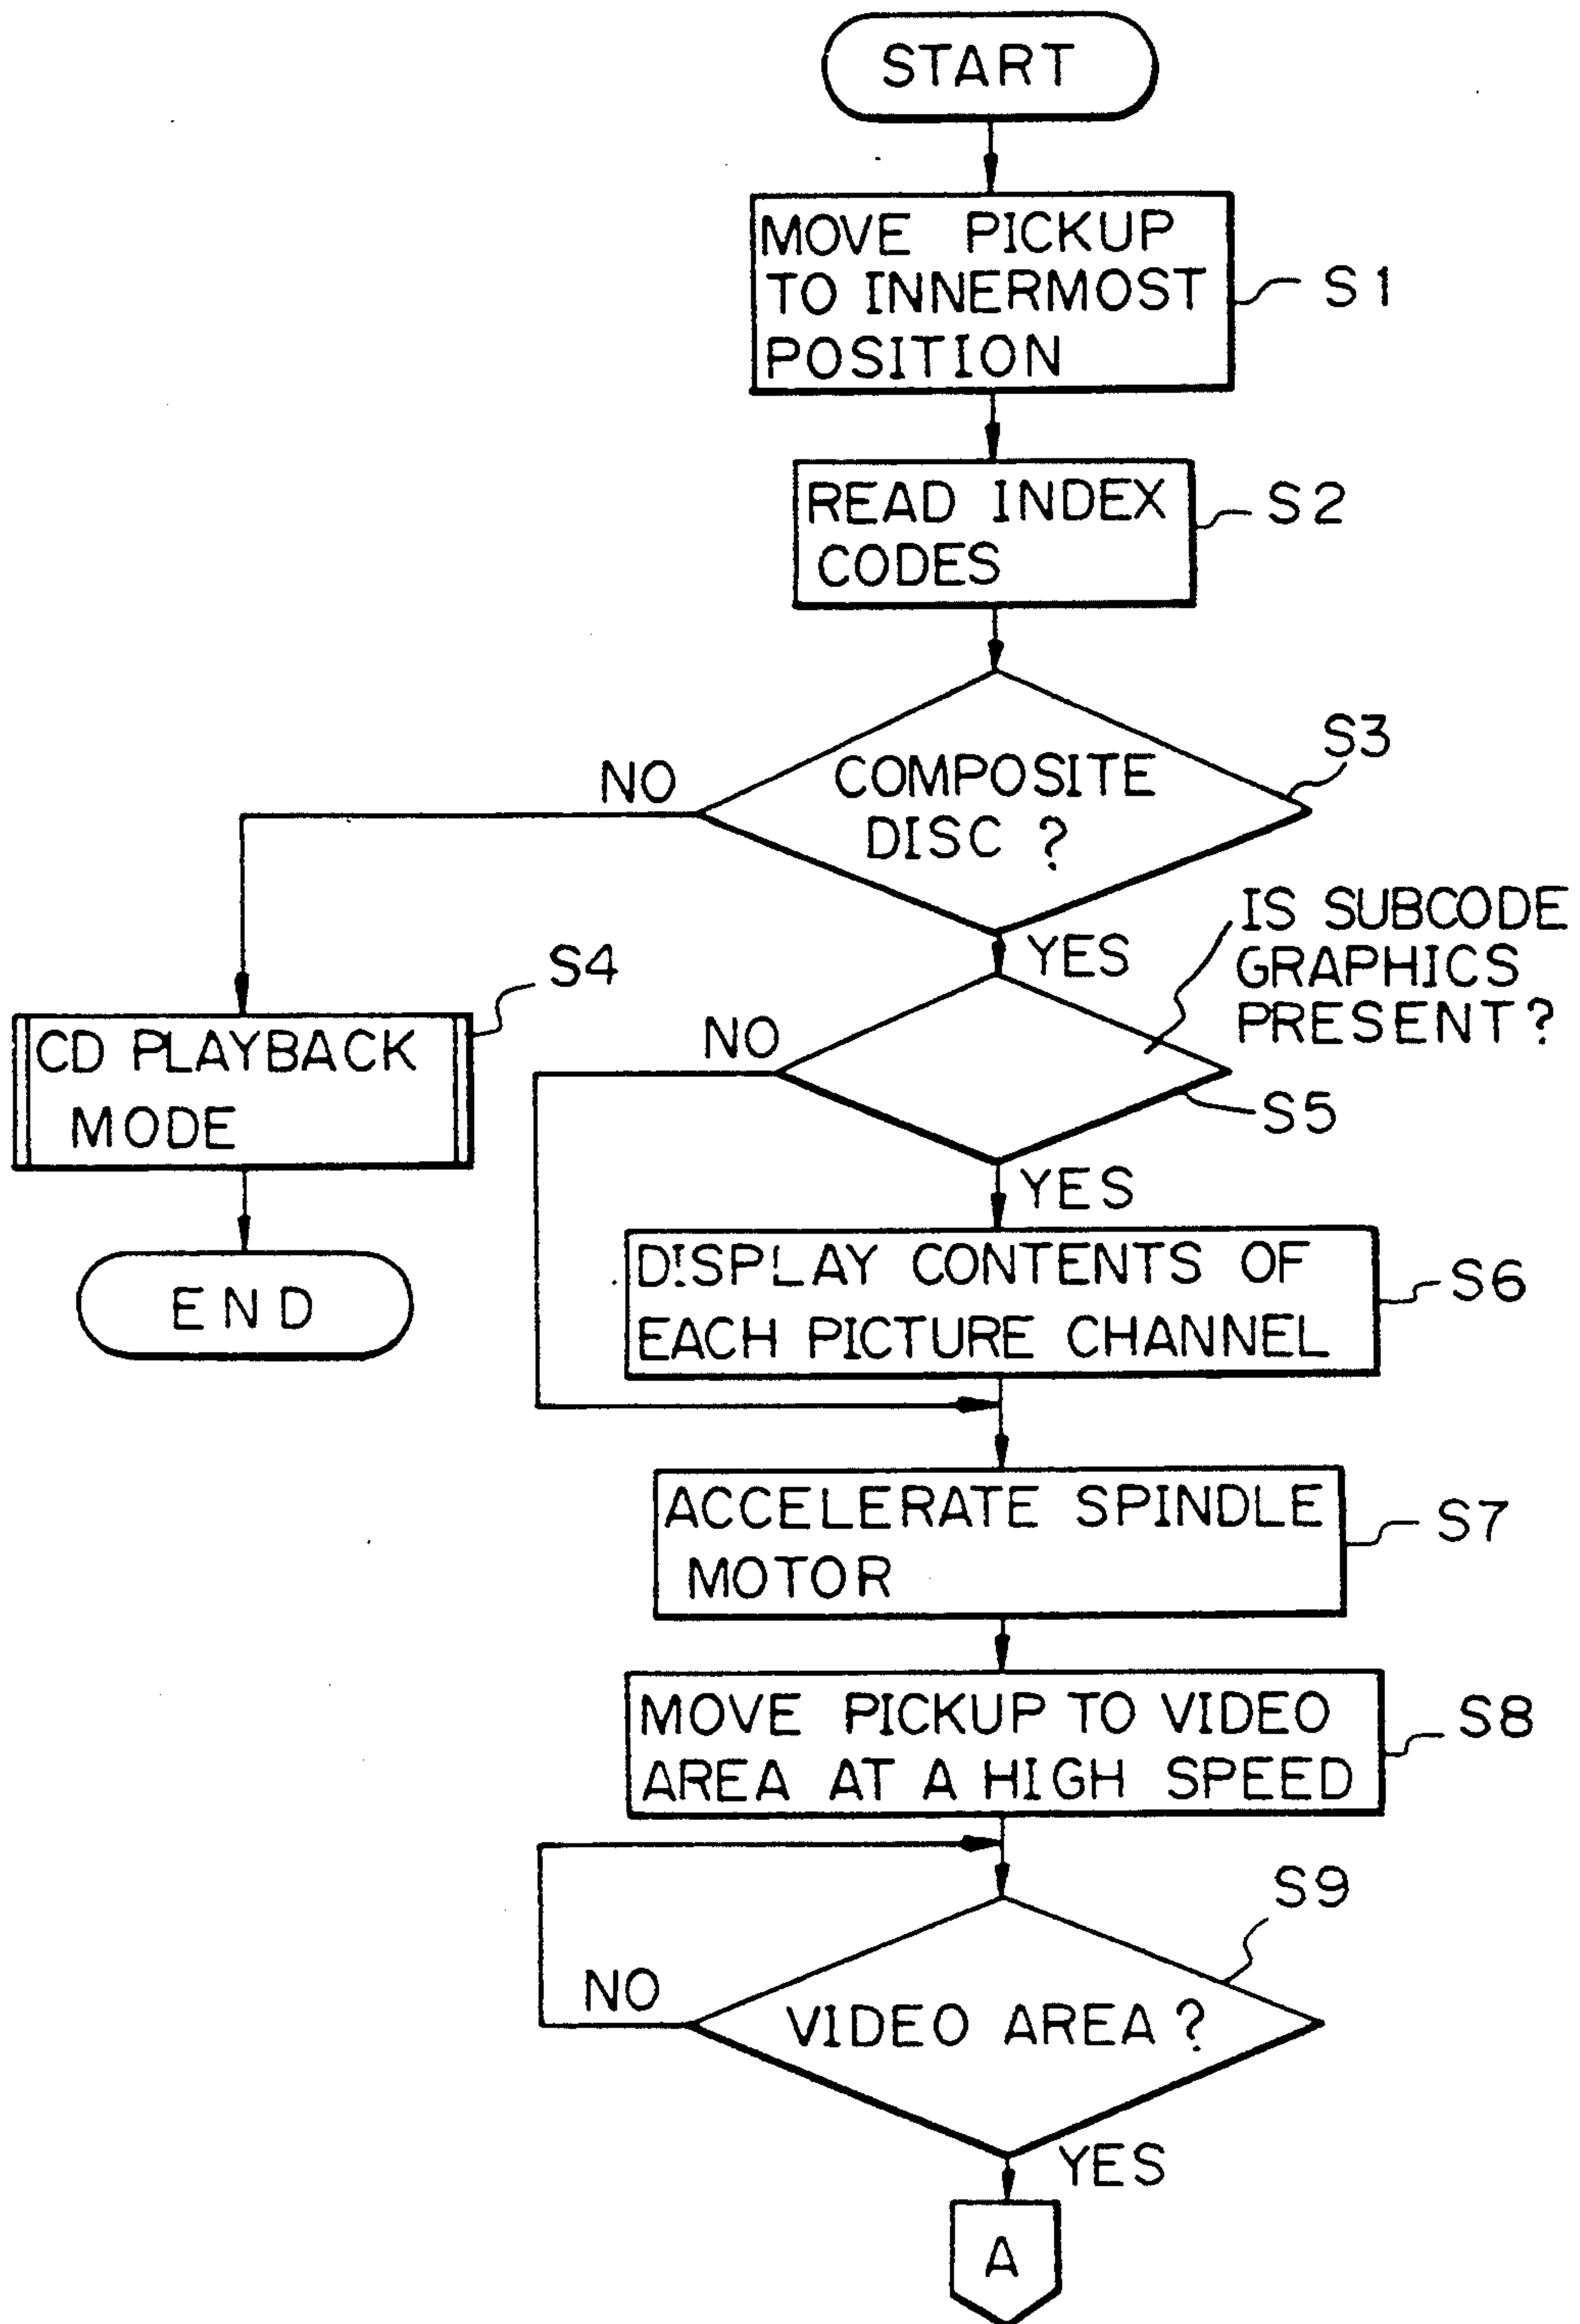 START
MOVE PICKUP
TO INNERMOST
POSITION
S1
READ INDEX
CODES
S2
COMPOSITE
DISC ?
S3
NO
YES
IS SUBCODE
GRAPHICS
PRESENT ?
S4
CD PLAYBACK
MODE
END
NO
S5
YES
DISPLAY CONTENTS OF
EACH PICTURE CHANNEL
S6
ACCELERATE SPINDLE
MOTOR
S7
MOVE PICKUP TO VIDEO
AREA AT A HIGH SPEED
S8
S9
NO
VIDEO AREA ?
YES
A